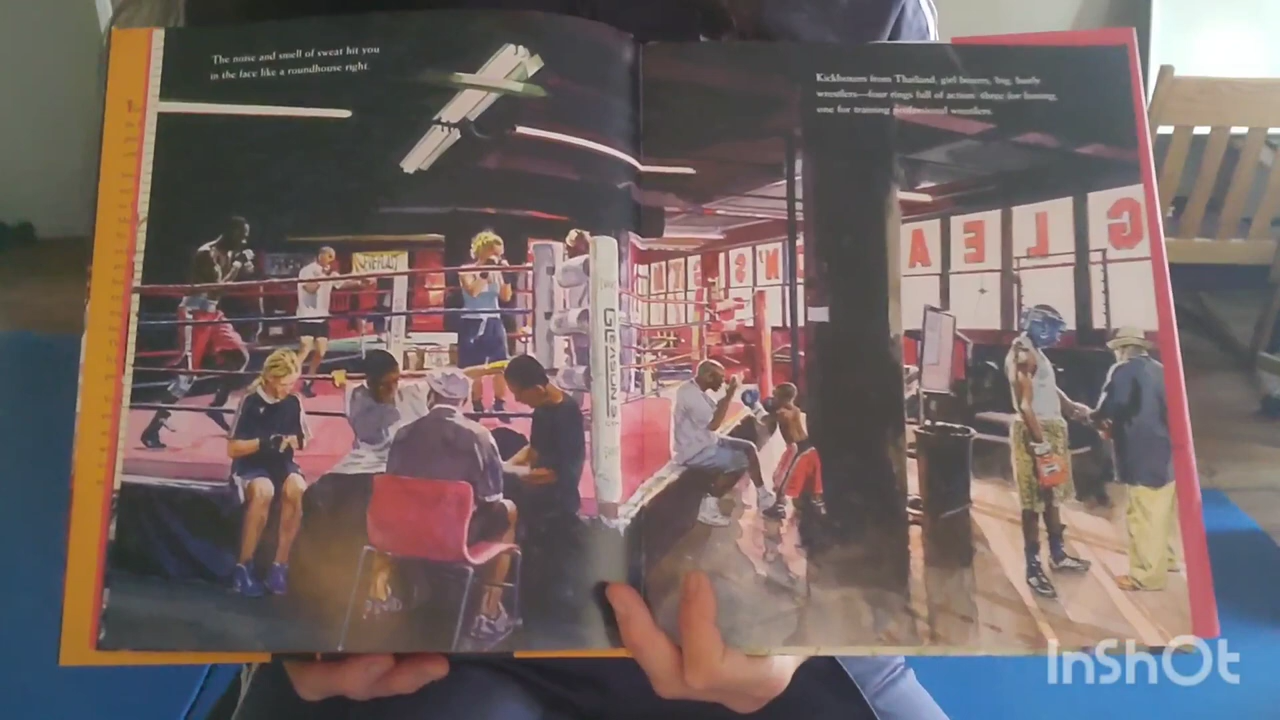 The noise and smell of sweat hit you
in the face like a roundhouse right.
Kickboxers from Thailand, girl boxers, big, burly
wrestlers—four rings full of action: three for boxing,
one for training professional wrestlers.
GLEA
N'S
GLEASON'S
InShOt